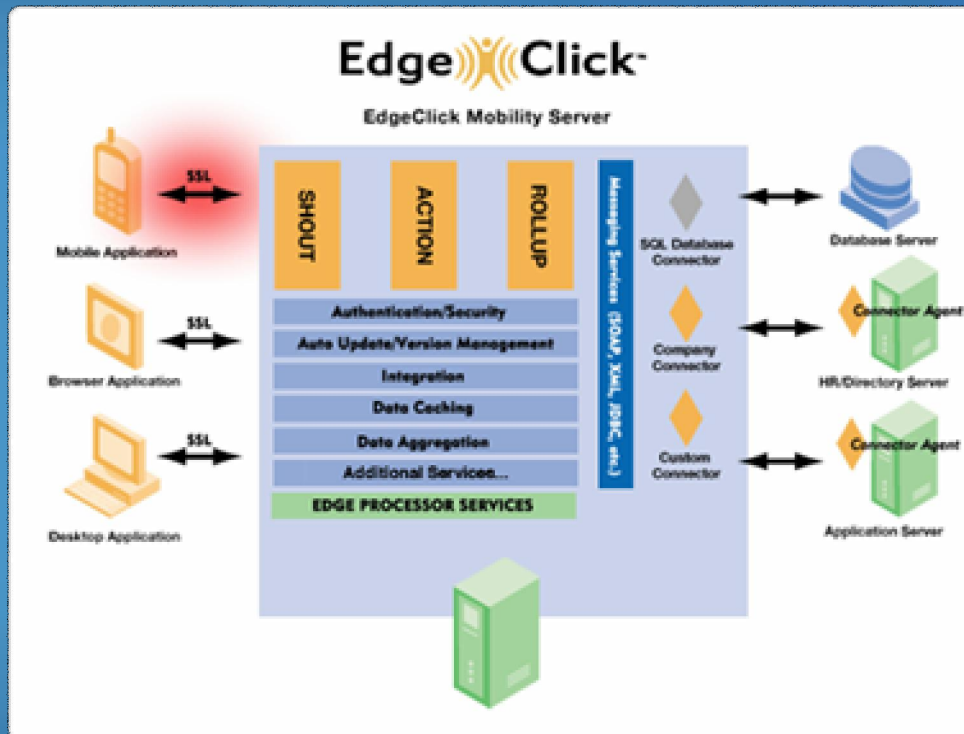 Edge Click™
EdgeClick Mobility Server
SSL
Mobile Application
SSL
Browser Application
SSL
Desktop Application
SHOUT
ACTION
ROLLUP
Authentication/Security
Auto Update/Version Management
Integration
Data Caching
Data Aggregation
Additional Services...
EDGE PROCESSOR SERVICES
Messaging Services (SOAP, XML, JDBC, etc.)
SQL Database
Connector
Company
Connector
Custom
Connector
Database Server
Connector Agent
HR/Directory Server
Connector Agent
Application Server